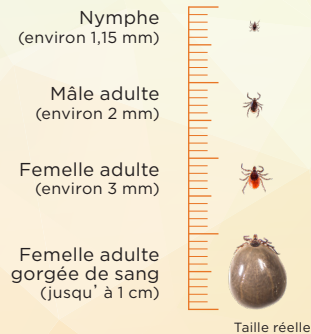 Nymphe
(environ 1,15 mm)
Mâle adulte
(environ 2 mm)
Femelle adulte
(environ 3 mm)
Femelle adulte
gorgée de sang
(jusqu' à 1 cm)
Taille réelle